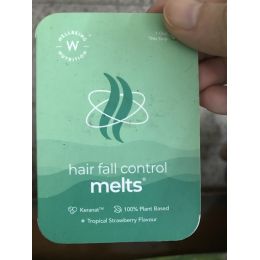 WELLBEING
W
NUTRITION
hair fall control
melts®
Keranat™
100% Plant Based
Tropical Strawberry Flavour